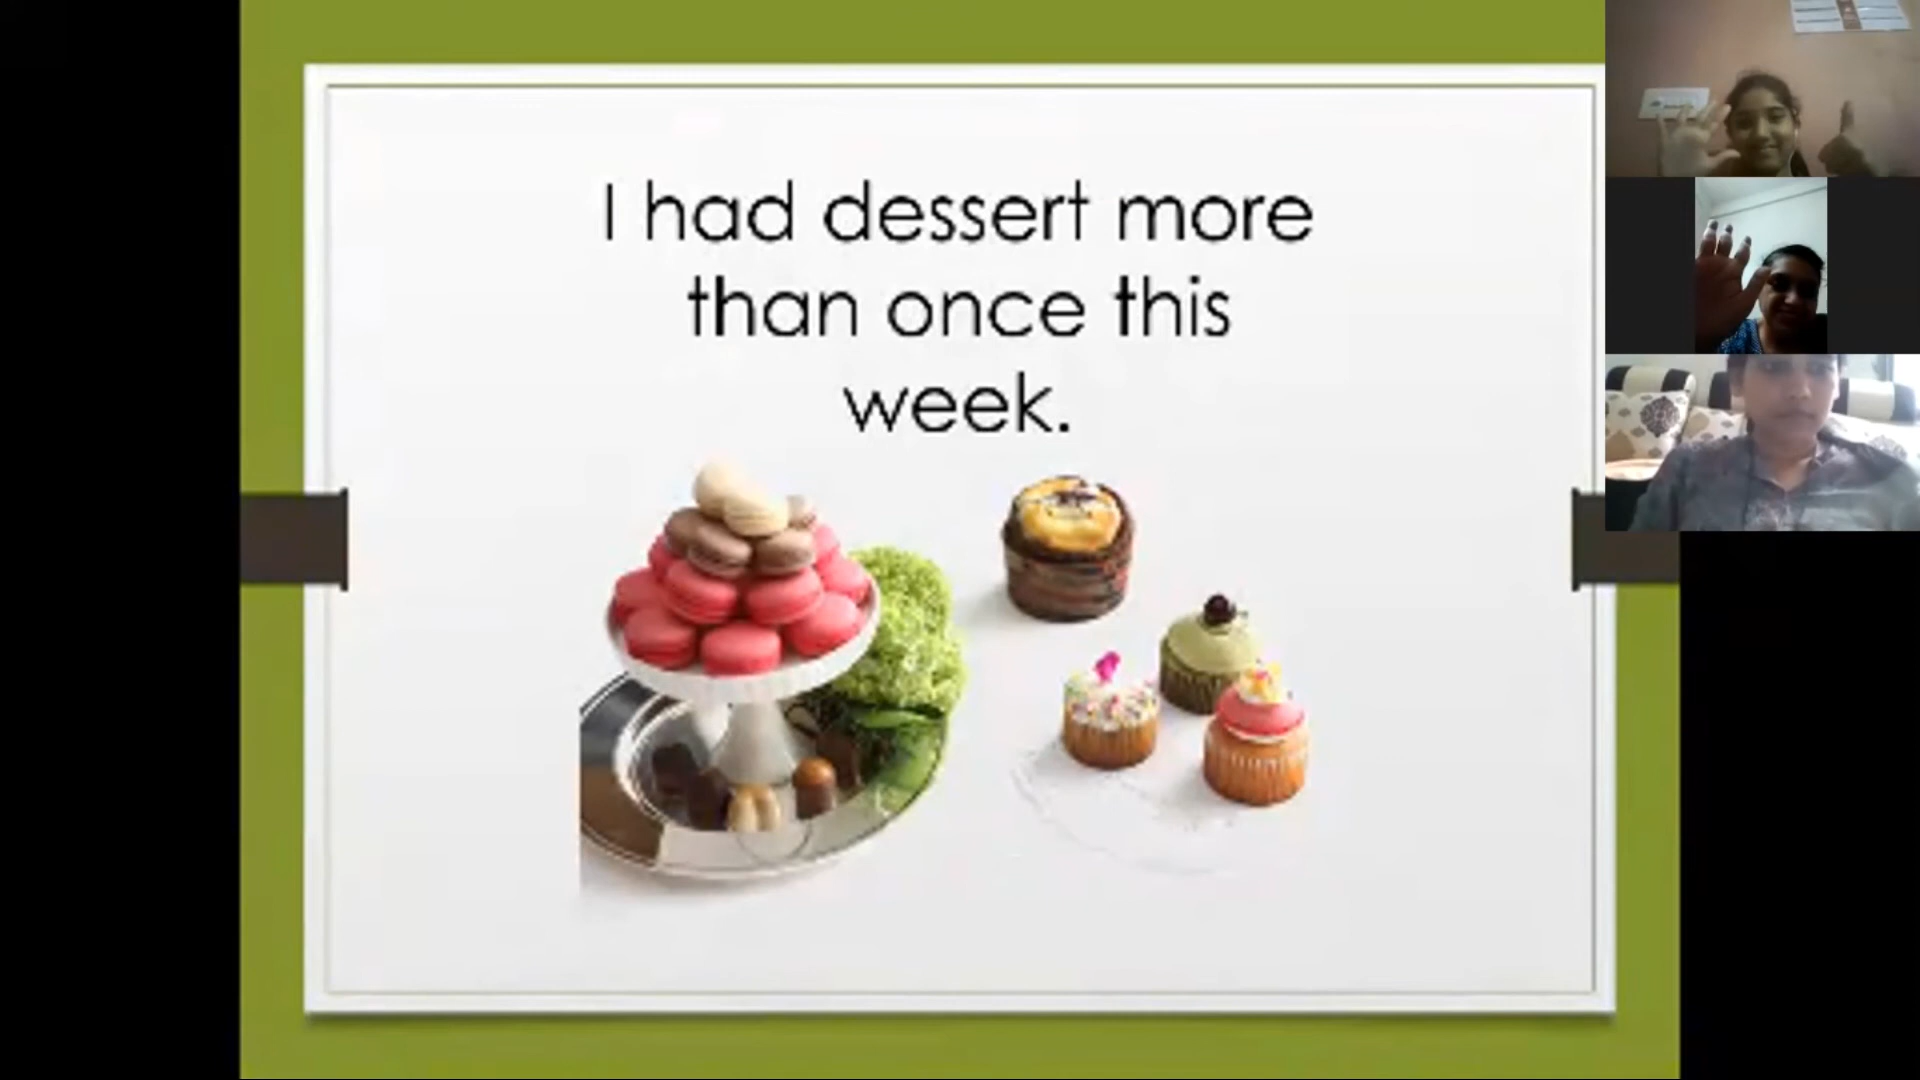 I had dessert more
than once this
week.